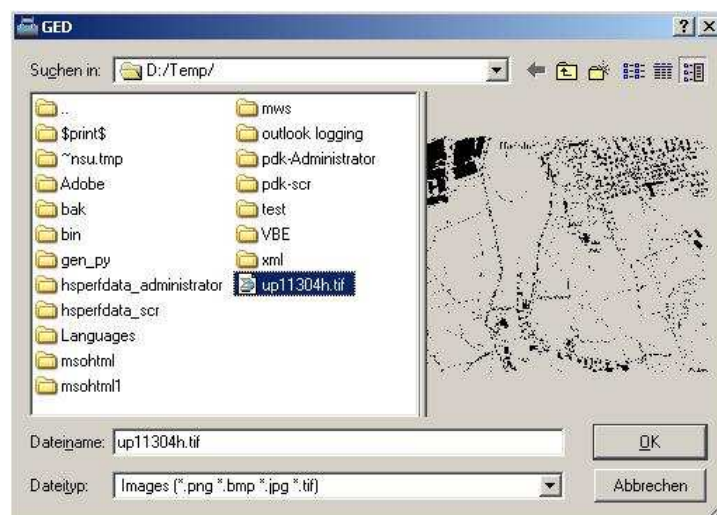 GED
Suchen in: D:/Temp/
..
$print$
~nsu.tmp
Adobe
bak
bin
gen_py
hsperfdata_administrator
hsperfdata_scr
Languages
msohtml
msohtml1
mws
outlook logging
pdk-Administrator
pdk-scr
test
VBE
xml
up11304h.tif
Dateiname: up11304h.tif
OK
Dateityp: Images (*.png *.bmp *.jpg *.tif)
Abbrechen